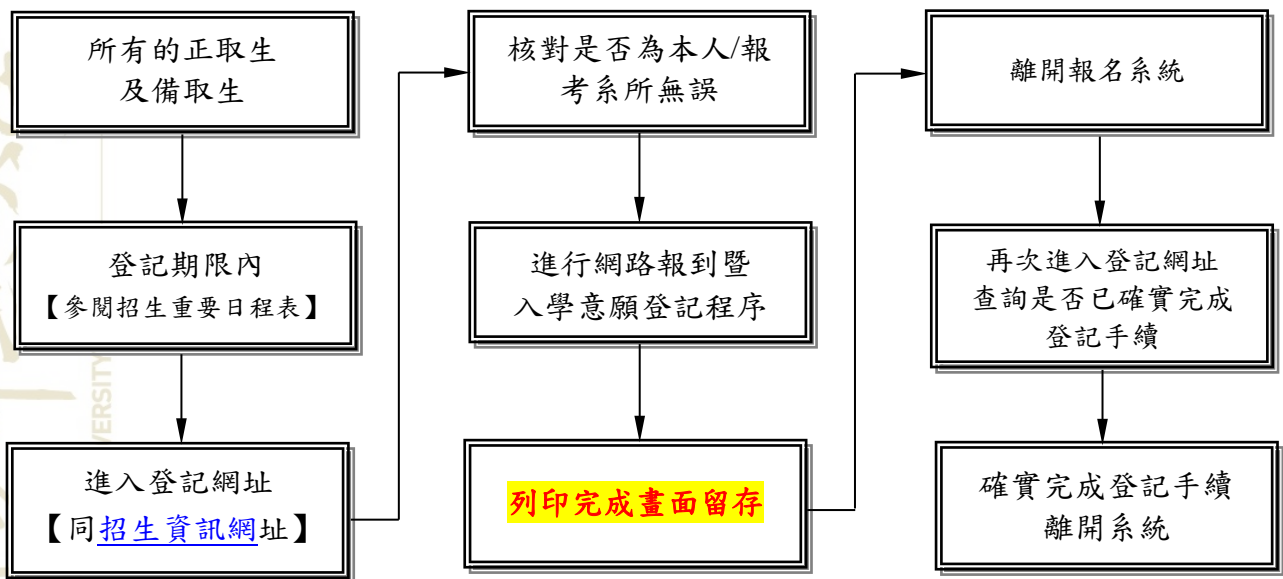 所有的正取生
及備取生
登記期限內
【參閱招生重要日程表】
進入登記網址
【同招生資訊網址】
核對是否為本人/報
考系所無誤
進行網路報到暨
入學意願登記程序
列印完成畫面留存
離開報名系統
再次進入登記網址
查詢是否已確實完成
登記手續
確實完成登記手續
離開系統
VERSITY